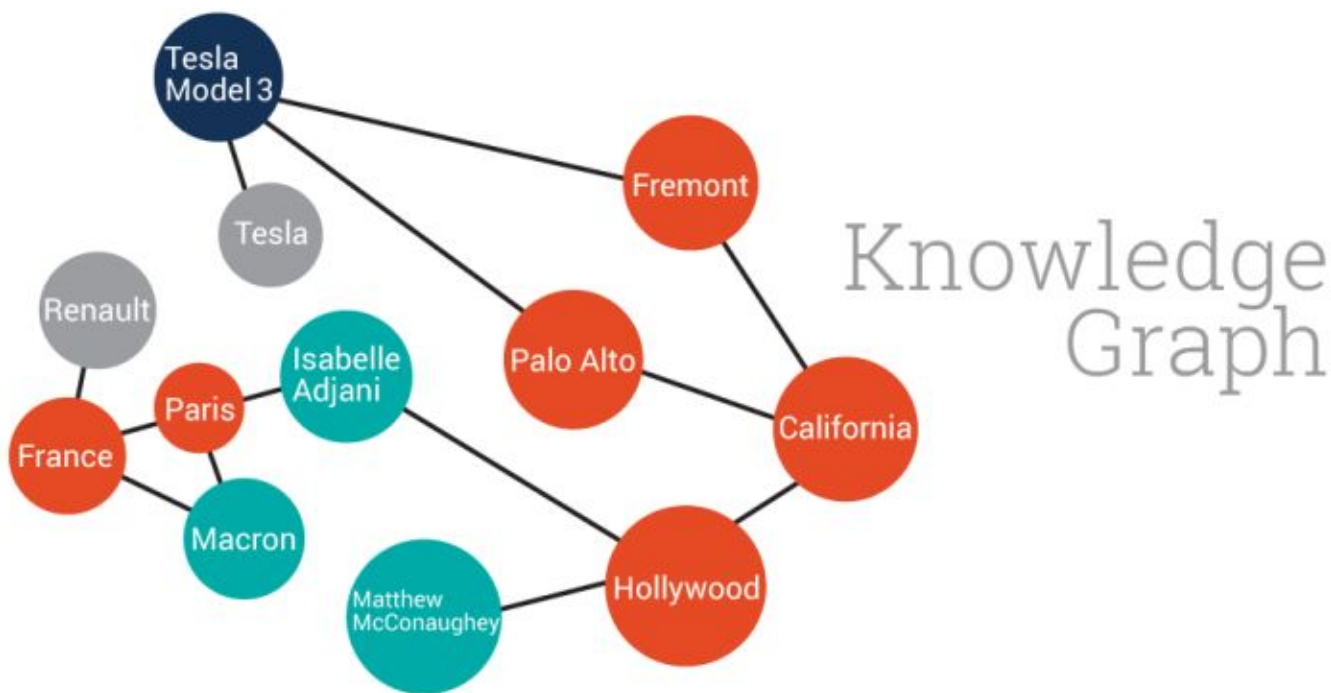 Tesla
Model 3
Fremont
Tesla
Knowledge
Graph
Renault
Isabelle
Adjani
Palo Alto
Paris
California
France
Macron
Hollywood
Matthew
McConaughey